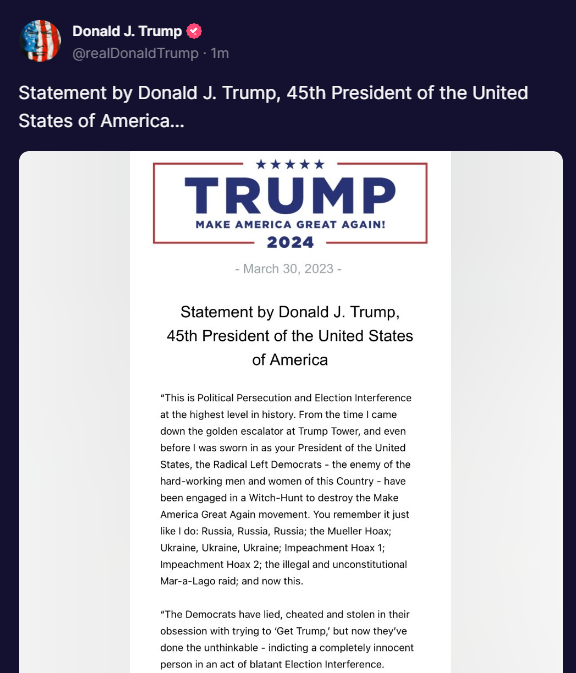 Donald J. Trump
@realDonaldTrump · 1m
Statement by Donald J. Trump, 45th President of the United
States of America...
TRUMP
MAKE AMERICA GREAT AGAIN!
2024
- March 30, 2023 -
Statement by Donald J. Trump,
45th President of the United States
of America
“This is Political Persecution and Election Interference
at the highest level in history. From the time I came
down the golden escalator at Trump Tower, and even
before I was sworn in as your President of the United
States, the Radical Left Democrats - the enemy of the
hard-working men and women of this Country - have
been engaged in a Witch-Hunt to destroy the Make
America Great Again movement. You remember it just
like I do: Russia, Russia, Russia; the Mueller Hoax;
Ukraine, Ukraine, Ukraine; Impeachment Hoax 1;
Impeachment Hoax 2; the illegal and unconstitutional
Mar-a-Lago raid; and now this.
“The Democrats have lied, cheated and stolen in their
obsession with trying to ‘Get Trump,’ but now they’ve
done the unthinkable - indicting a completely innocent
person in an act of blatant Election Interference.